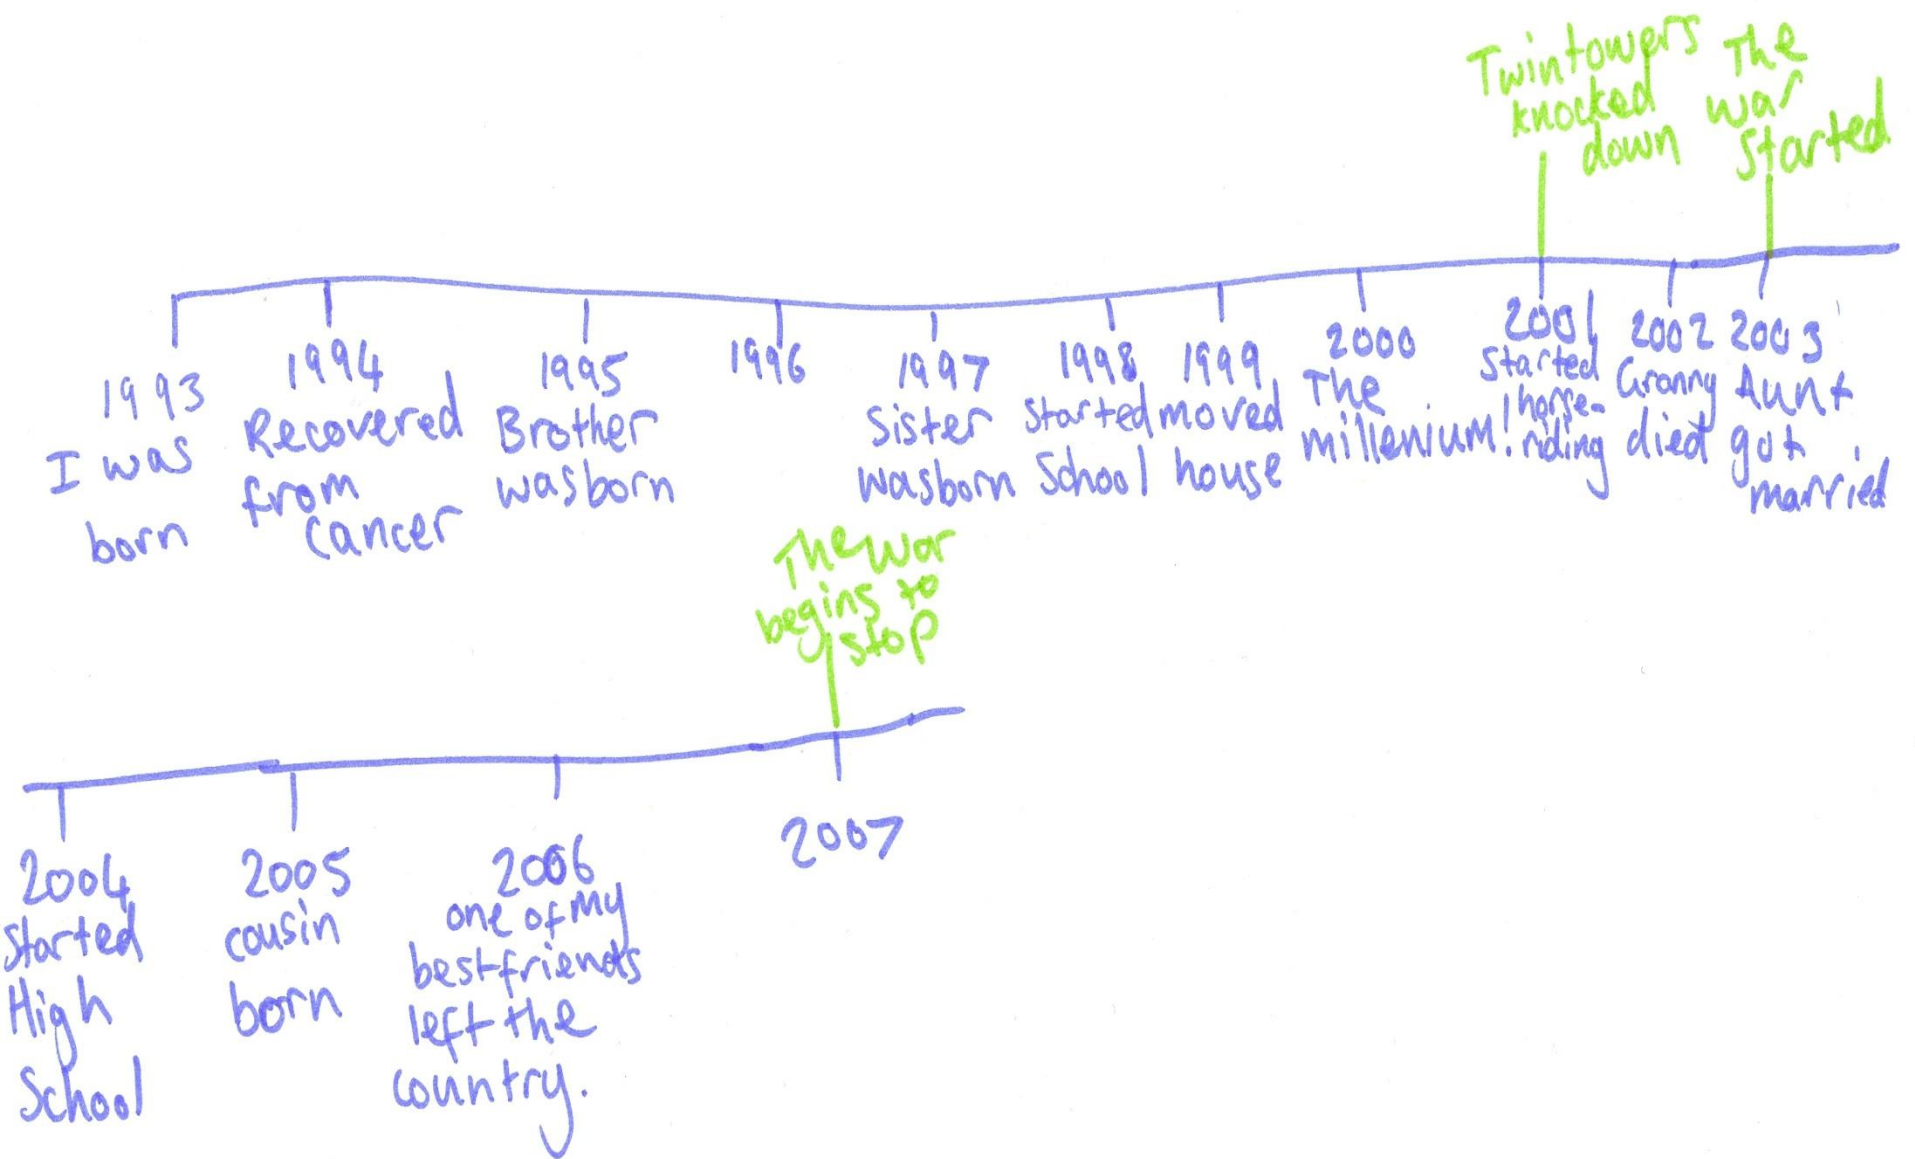 Twintowers
knocked
down
The
war
started
1993
I was
born
1994
Recovered
from
cancer
1995
Brother
wasborn
1996
1997
Sister
wasborn
1998
Started
School
1999
moved
house
2000
The
millenium!
2001
Started
horse-
riding
2002
Granny
died
2003
Aunt
got
married
The war
begins to
stop
2004
Started
High
School
2005
cousin
born
2006
one of my
bestfriends
left the
country.
2007